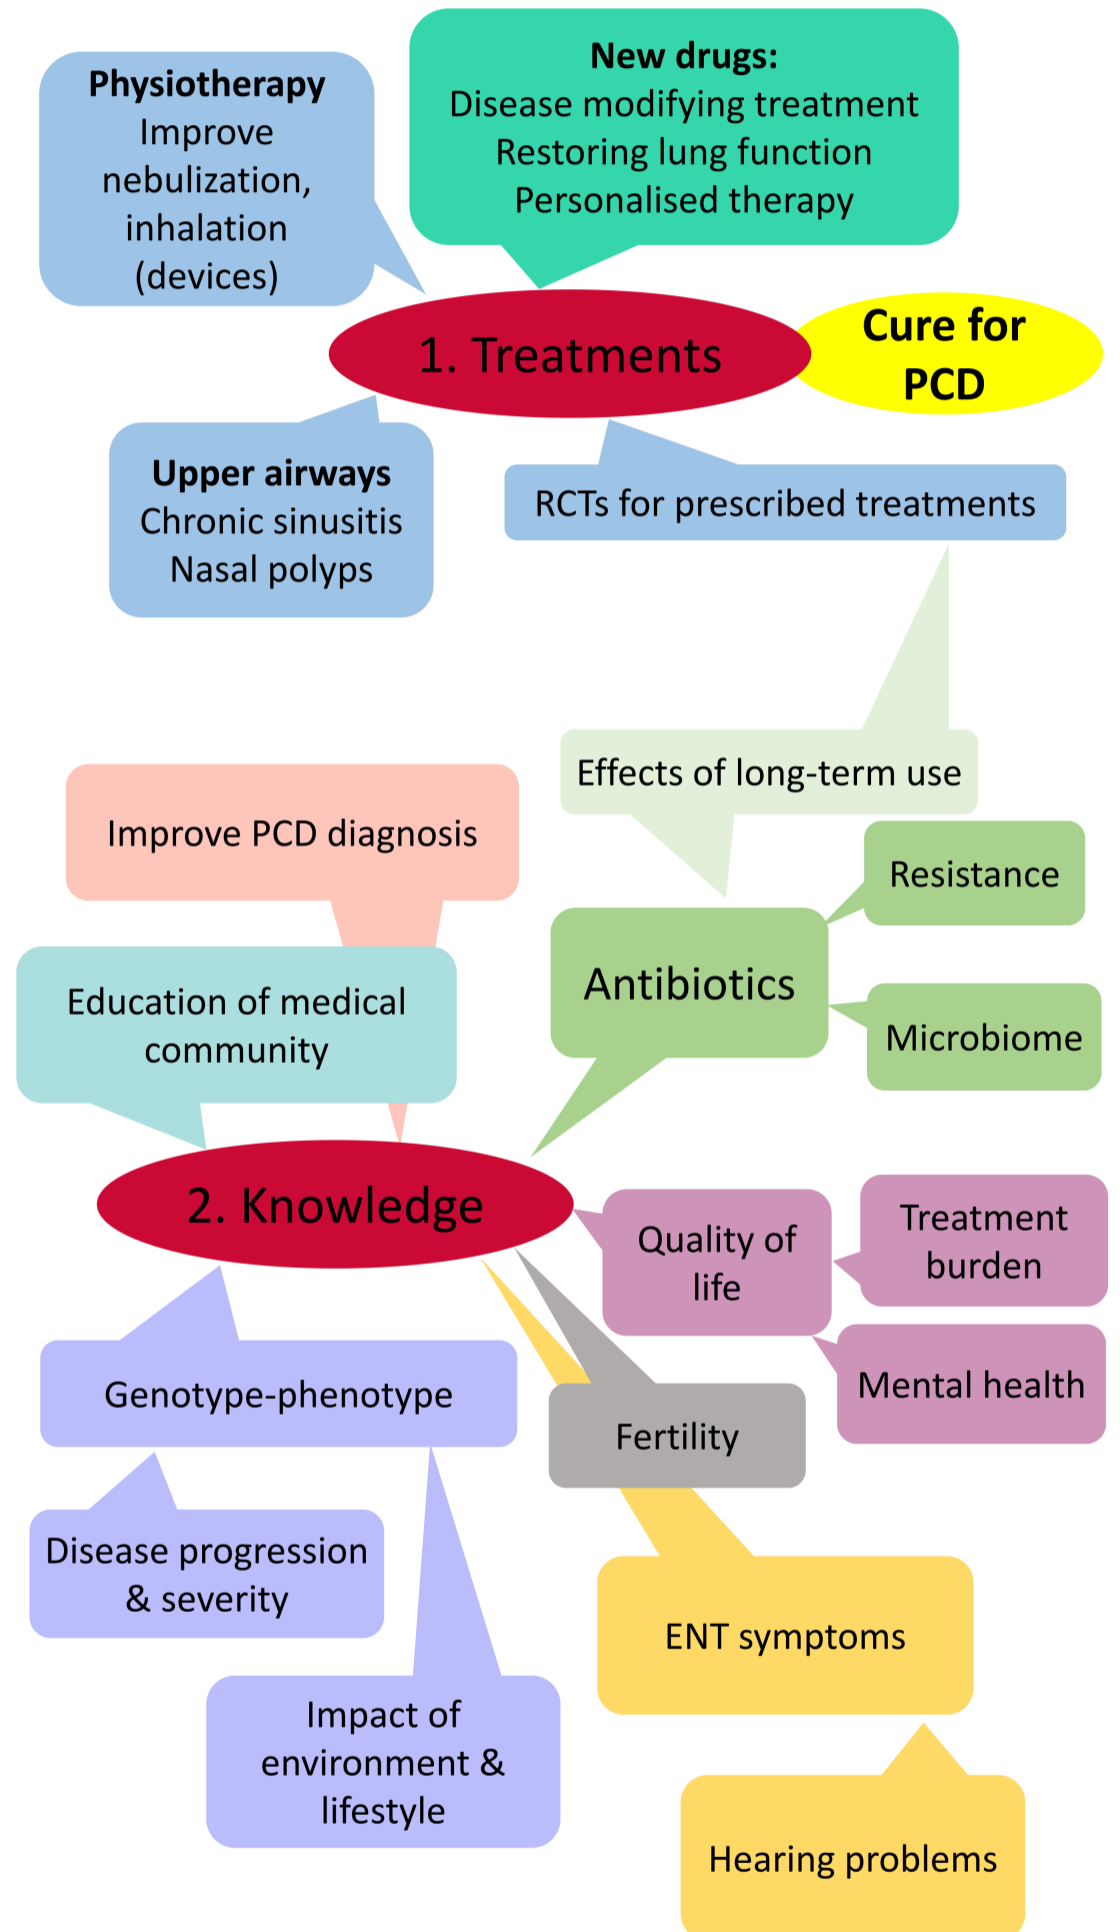 Physiotherapy
Improve
nebulization,
inhalation
(devices)
New drugs:
Disease modifying treatment
Restoring lung function
Personalised therapy
1. Treatments
Cure for
PCD
Upper airways
Chronic sinusitis
Nasal polyps
RCTs for prescribed treatments
Effects of long-term use
Improve PCD diagnosis
Resistance
Antibiotics
Education of medical
community
Microbiome
2. Knowledge
Quality of
life
Treatment
burden
Mental health
Genotype-phenotype
Fertility
Disease progression
& severity
ENT symptoms
Impact of
environment &
lifestyle
Hearing problems